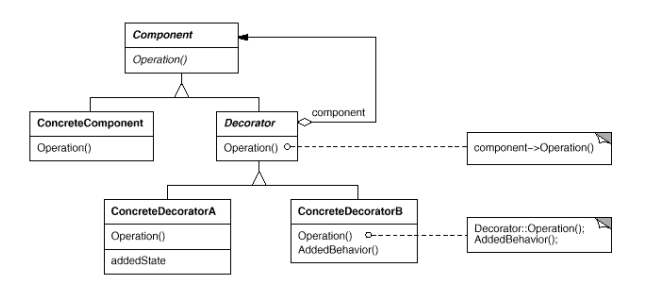 Component
Operation()
component
ConcreteComponent
Operation()
Decorator
Operation()
component->Operation()
ConcreteDecoratorA
Operation()
addedState
ConcreteDecoratorB
Operation()
AddedBehavior()
Decorator::Operation();
AddedBehavior();